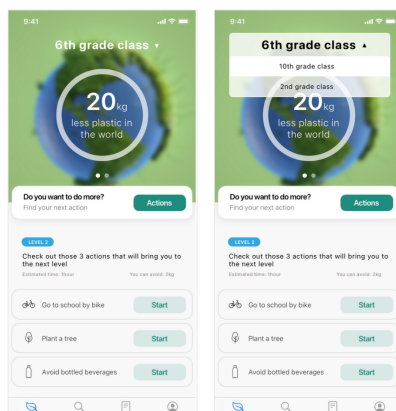 9:41
6th grade class
20kg
less plastic in
the world
Do you want to do more?
Find your next action
Actions
LEVEL 2
Check out those 3 actions that will bring you to
the next level
Estimated time: 1hour
You can avoid: 2kg
Go to school by bike
Start
Plant a tree
Start
Avoid bottled beverages
Start
9:41
6th grade class
10th grade class
2nd grade class
20kg
less plastic in
the world
Do you want to do more?
Find your next action
Actions
LEVEL 2
Check out those 3 actions that will bring you to
the next level
Estimated time: 1hour
You can avoid: 2kg
Go to school by bike
Start
Plant a tree
Start
Avoid bottled beverages
Start